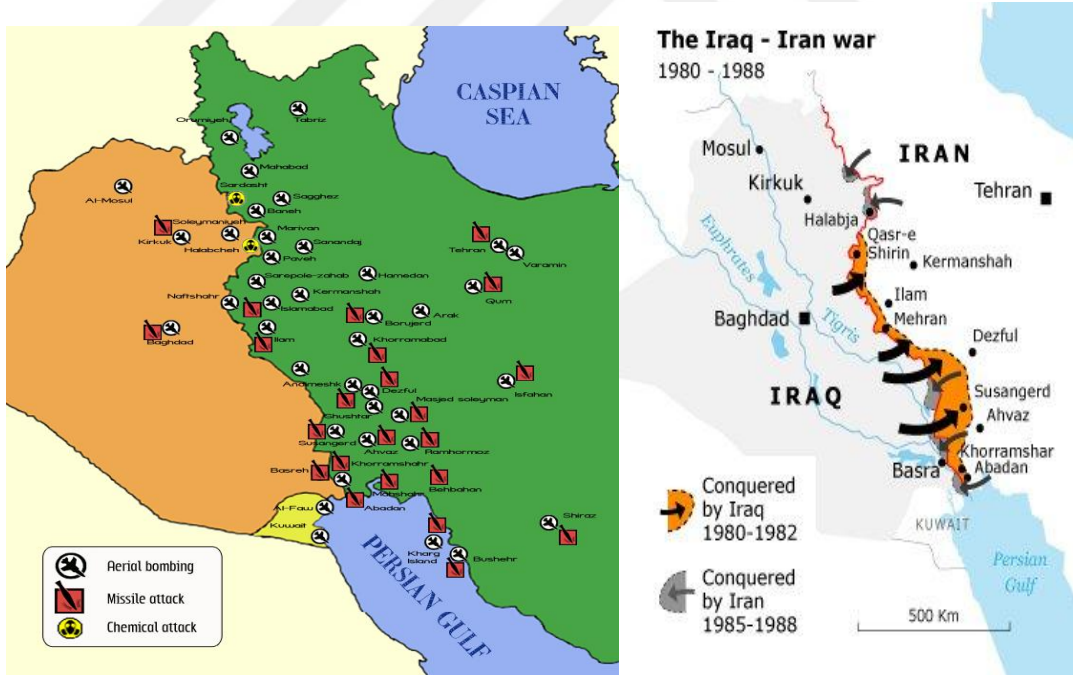 CASPIAN
SEA
Tabriz
Orumiyeh
Mahabad
Sardasht
Saqghez
Baneh
Al-Mosul
Soleymaniyeh
Marivan
Kirkuk
Halabcheh
Sanandaj
Paveh
Tehran
Varamin
Sarepole-zahab
Hamedan
Naftshahr
Kermanshah
Qum
Islamabad
Borujerd
Arak
Baghdad
Ilam
Khorramabad
Andimeshk
Dezful
Isfahan
Masjed soleyman
Shushtar
Susangerd
Ahvaz
Ramhormoz
Basreh
Khorramshahr
Mahshahr
Behbahan
Abadan
Al-Faw
Kuwait
Shiraz
Kharg
Island
Bushehr
PERSIAN GULF
Aerial bombing
Missile attack
Chemical attack
The Iraq - Iran war
1980 - 1988
Mosul
IRAN
Kirkuk
Tehran
Halabja
Qasr-e
Shirin
Euphrates
Kermanshah
Ilam
Baghdad
Tigris
Mehran
Dezful
IRAQ
Susangerd
Ahvaz
Khorramshar
Basra
Abadan
Conquered
by Iraq
1980-1982
KUWAIT
Persian
Gulf
Conquered
by Iran
1985-1988
500 Km